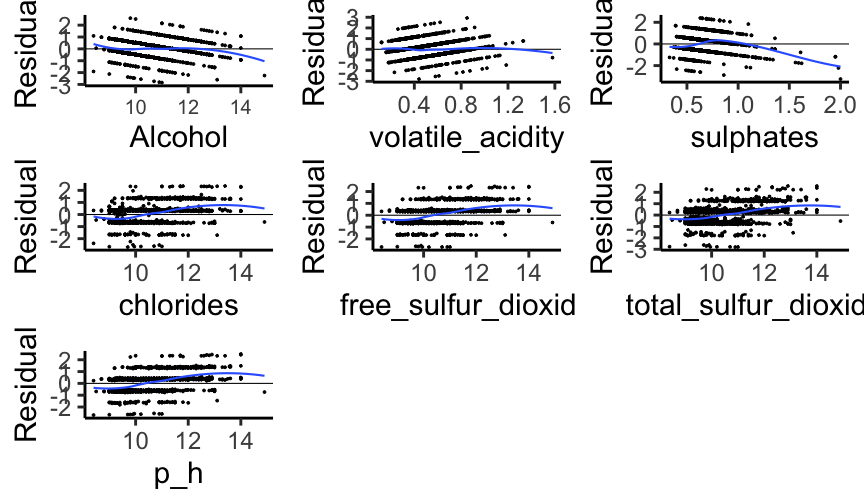 Residual
2
1
0
-1
-2
-3
10 12 14
Alcohol
Residual
3
2
1
0
-1
-2
-3
0.4 0.8 1.2 1.6
volatile_acidity
Residual
2
0
-2
0.5 1.0 1.5 2.0
sulphates
Residual
2
1
0
-1
-2
10 12 14
chlorides
Residual
2
1
0
-1
-2
10 12 14
free_sulfur_dioxid
Residual
2
1
0
-1
-2
-3
10 12 14
total_sulfur_dioxid
Residual
2
1
0
-1
-2
10 12 14
p_h